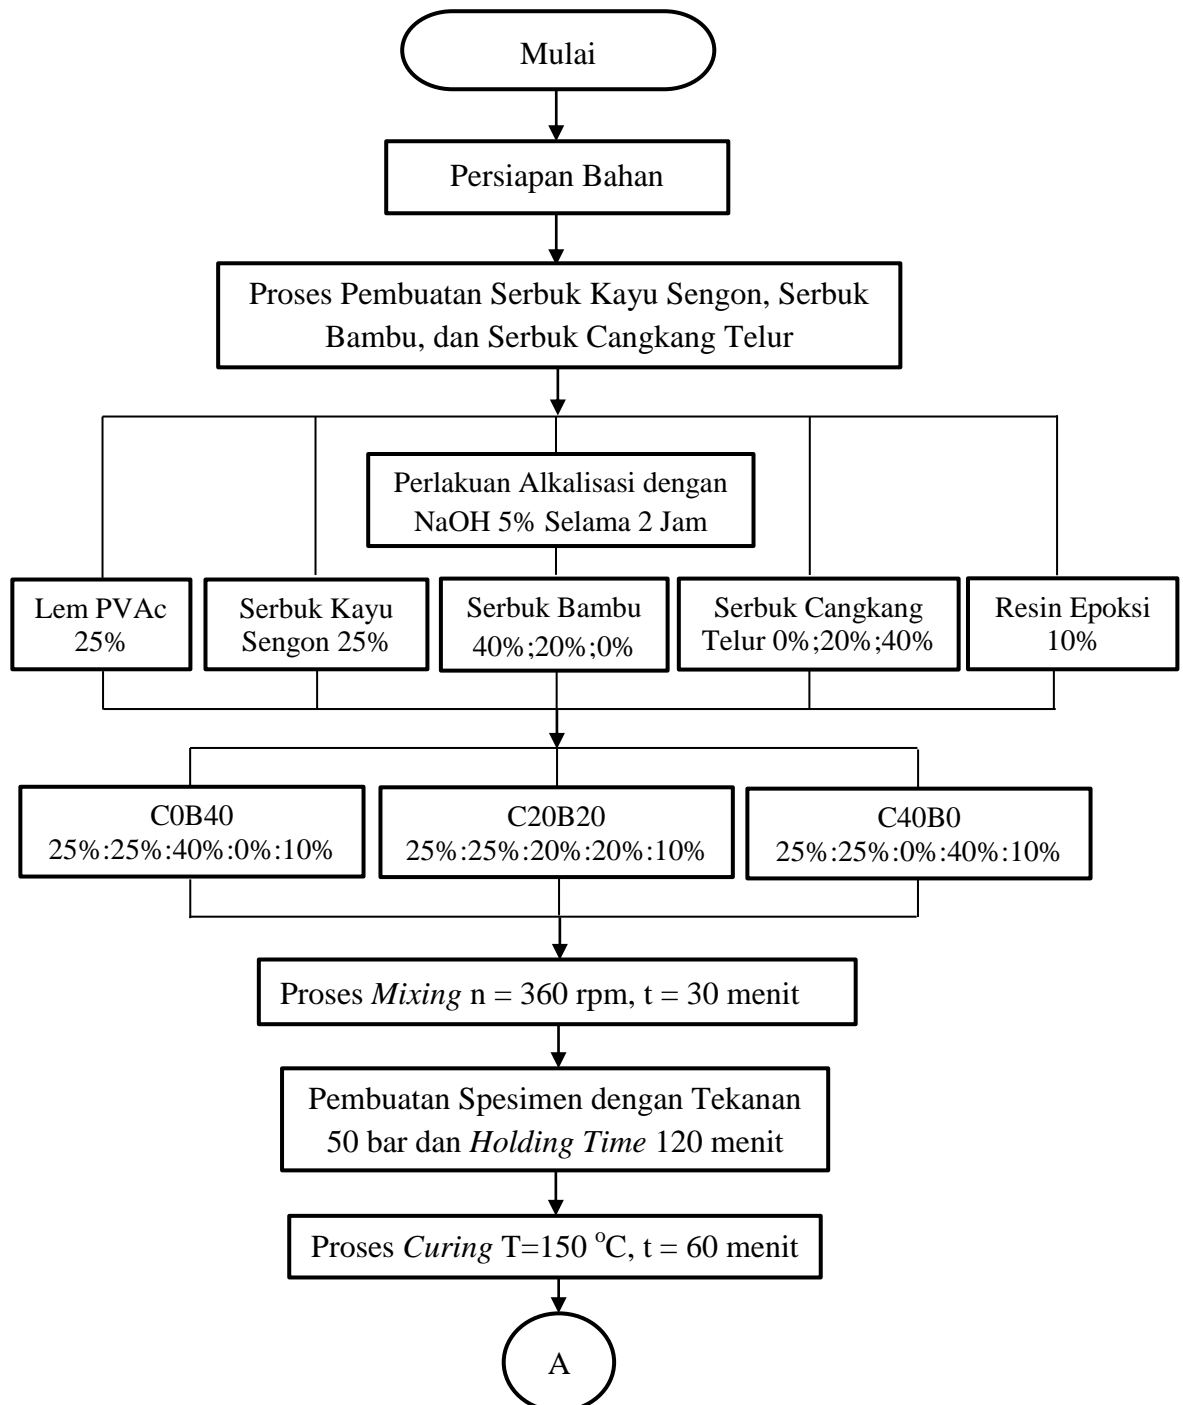 Mulai
Persiapan Bahan
Proses Pembuatan Serbuk Kayu Sengon, Serbuk
Bambu, dan Serbuk Cangkang Telur
Perlakuan Alkalisasi dengan
NaOH 5% Selama 2 Jam
Lem PVAc
25%
Serbuk Kayu
Sengon 25%
Serbuk Bambu
40%;20%;0%
Serbuk Cangkang
Telur 0%;20%;40%
Resin Epoksi
10%
C0B40
25%:25%:40%:0%:10%
C20B20
25%:25%:20%:20%:10%
C40B0
25%:25%:0%:40%:10%
Proses Mixing n = 360 rpm, t = 30 menit
Pembuatan Spesimen dengan Tekanan
50 bar dan Holding Time 120 menit
Proses Curing T=150 °C, t = 60 menit
A